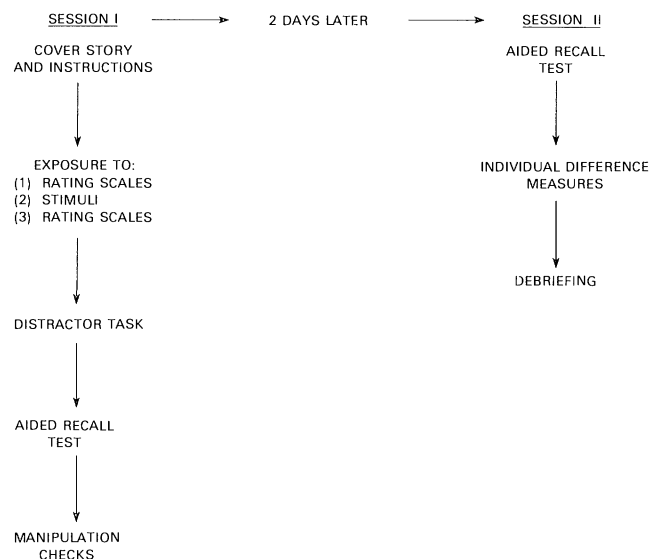 SESSION I
2 DAYS LATER
SESSION II
COVER STORY
AND INSTRUCTIONS
EXPOSURE TO:
(1) RATING SCALES
(2) STIMULI
(3) RATING SCALES
DISTRACTOR TASK
AIDED RECALL
TEST
MANIPULATION
CHECKS
AIDED RECALL
TEST
INDIVIDUAL DIFFERENCE
MEASURES
DEBRIEFING